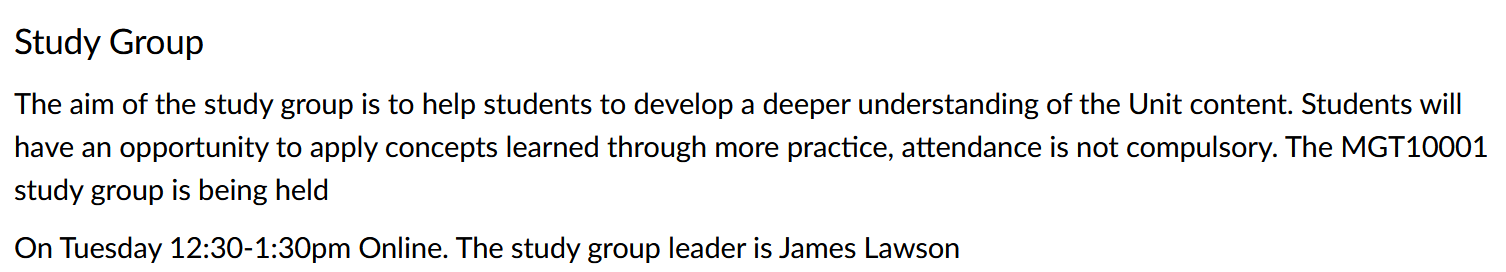 Study Group
The aim of the study group is to help students to develop a deeper understanding of the Unit content. Students will
have an opportunity to apply concepts learned through more practice, attendance is not compulsory. The MGT10001
study group is being held
On Tuesday 12:30-1:30pm Online. The study group leader is James Lawson